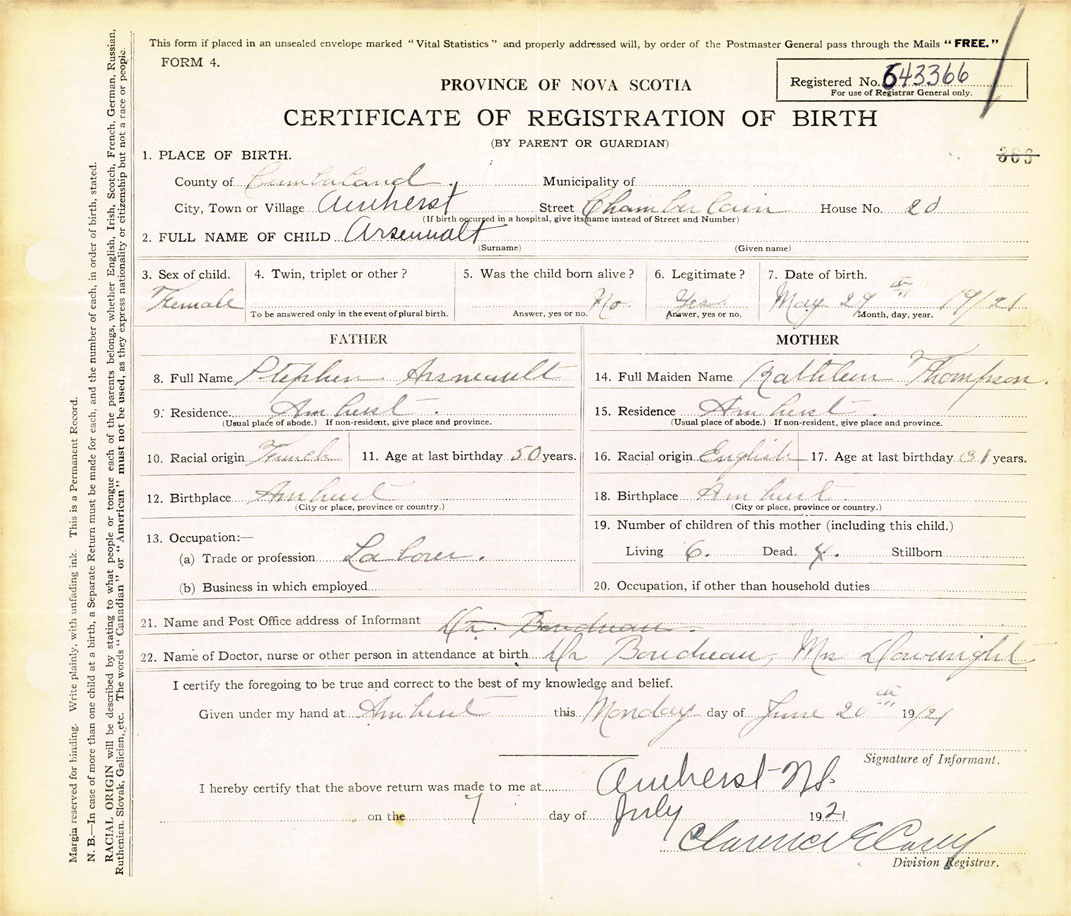 This form if placed in an unsealed envelope marked "Vital Statistics" and properly addressed will, by order of the Postmaster General pass through the Mails "FREE."
FORM 4.
Registered No. 643366
For use of Registrar General only.
PROVINCE OF NOVA SCOTIA
CERTIFICATE OF REGISTRATION OF BIRTH
(BY PARENT OR GUARDIAN)
383
1. PLACE OF BIRTH.
County of Cumberland Municipality of
City, Town or Village Amherst Street Chamberlain House No. 20
(If birth occurred in a hospital, give its name instead of Street and Number)
2. FULL NAME OF CHILD Arsenualt
(Surname) (Given name)
3. Sex of child. 4. Twin, triplet or other? 5. Was the child born alive? 6. Legitimate? 7. Date of birth.
Female No Yes. May 29th 1921
To be answered only in the event of plural birth. Answer, yes or no. Answer, yes or no. Month, day, year.
FATHER MOTHER
8. Full Name Stephen Arsneault 14. Full Maiden Name Kathleen Thompson.
9. Residence Amherst. 15. Residence Amherst.
(Usual place of abode.) If non-resident, give place and province. (Usual place of abode.) If non-resident, give place and province.
10. Racial origin French 11. Age at last birthday 50 years. 16. Racial origin English 17. Age at last birthday 31 years.
12. Birthplace Amherst 18. Birthplace Amherst
(City or place, province or country.) (City or place, province or country.)
13. Occupation:— 19. Number of children of this mother (including this child.)
(a) Trade or profession Laborer. Living 6. Dead 4. Stillborn
(b) Business in which employed 20. Occupation, if other than household duties
21. Name and Post Office address of Informant Dr. Boudreau.
22. Name of Doctor, nurse or other person in attendance at birth Dr Boudreau, Mrs
I certify the foregoing to be true and correct to the best of my knowledge and belief.
Given under my hand at Amherst this Monday day of June 20th 1921
Signature of Informant.
I hereby certify that the above return was made to me at Amherst N.S.
on the 7 day of July 1921
Clarence E Casey
Division Registrar.
Margin reserved for binding. Write plainly, with unfading ink. This is a Permanent Record.
N. B.—In case of more than one child at a birth, a Separate Return must be made for each, and the number of each, in order of birth, stated.
RACIAL ORIGIN will be described by stating to what people or tongue each of the parents belongs, whether English, Irish, Scotch, French, German, Russian,
Ruthenian, Slovak, Galician, etc. The words "Canadian" or "American" must not be used, as they express nationality or citizenship but not a race or people.